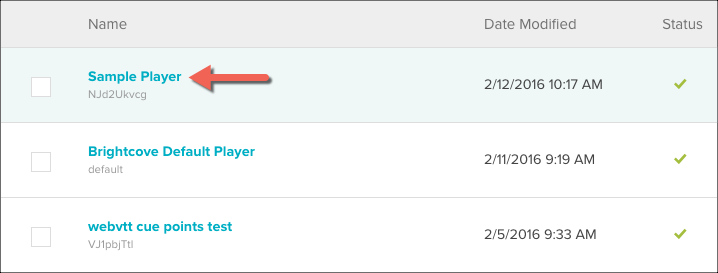 Name Date Modified Status
Sample Player 2/12/2016 10:17 AM
NJd2Ukvcg
Brightcove Default Player 2/11/2016 9:19 AM
default
webvtt cue points test 2/5/2016 9:33 AM
VJ1pbjTtl